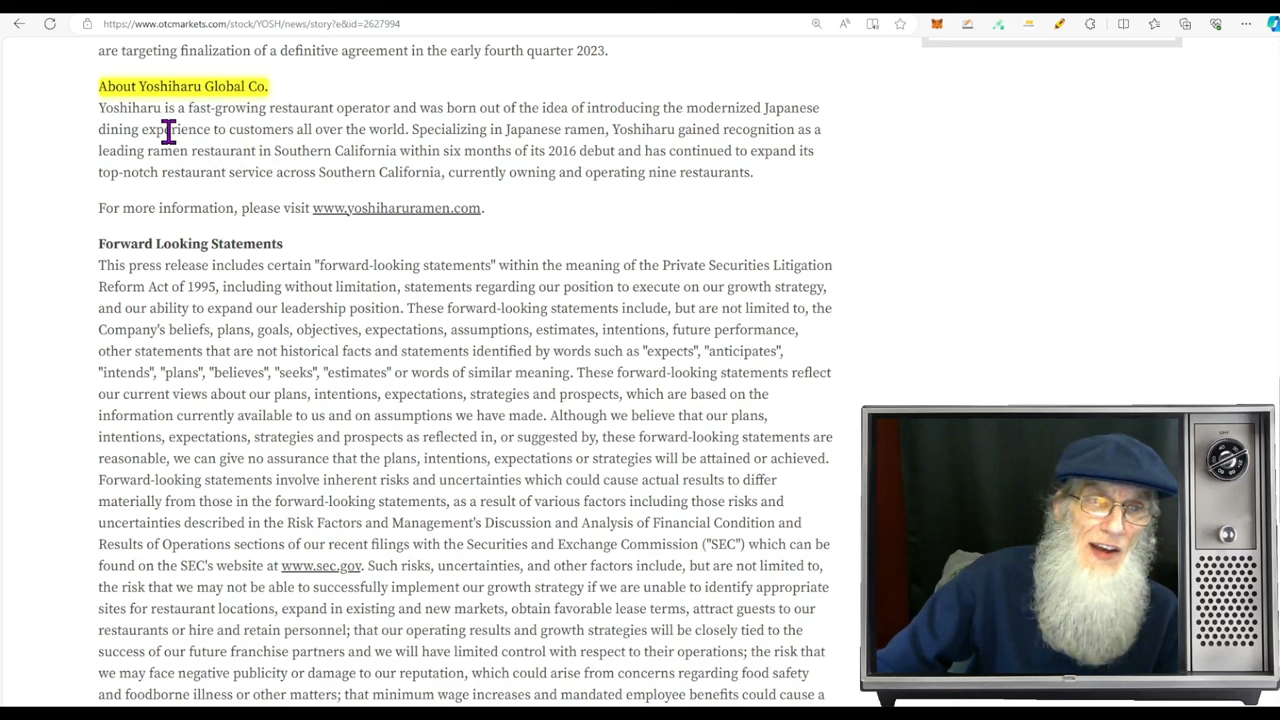 https://www.otcmarkets.com/stock/YOSH/news/story?e&id=2627994
are targeting finalization of a definitive agreement in the early fourth quarter 2023.
About Yoshiharu Global Co.
Yoshiharu is a fast-growing restaurant operator and was born out of the idea of introducing the modernized Japanese
dining experience to customers all over the world. Specializing in Japanese ramen, Yoshiharu gained recognition as a
leading ramen restaurant in Southern California within six months of its 2016 debut and has continued to expand its
top-notch restaurant service across Southern California, currently owning and operating nine restaurants.
For more information, please visit www.yoshiharuramen.com.
Forward Looking Statements
This press release includes certain "forward-looking statements" within the meaning of the Private Securities Litigation
Reform Act of 1995, including without limitation, statements regarding our position to execute on our growth strategy,
and our ability to expand our leadership position. These forward-looking statements include, but are not limited to, the
Company's beliefs, plans, goals, objectives, expectations, assumptions, estimates, intentions, future performance,
other statements that are not historical facts and statements identified by words such as "expects", "anticipates",
"intends", "plans", "believes", "seeks", "estimates" or words of similar meaning. These forward-looking statements reflect
our current views about our plans, intentions, expectations, strategies and prospects, which are based on the
information currently available to us and on assumptions we have made. Although we believe that our plans,
intentions, expectations, strategies and prospects as reflected in, or suggested by, these forward-looking statements are
reasonable, we can give no assurance that the plans, intentions, expectations or strategies will be attained or achieved.
Forward-looking statements involve inherent risks and uncertainties which could cause actual results to differ
materially from those in the forward-looking statements, as a result of various factors including those risks and
uncertainties described in the Risk Factors and Management's Discussion and Analysis of Financial Condition and
Results of Operations sections of our recent filings with the Securities and Exchange Commission ("SEC") which can be
found on the SEC's website at www.sec.gov. Such risks, uncertainties, and other factors include, but are not limited to,
the risk that we may not be able to successfully implement our growth strategy if we are unable to identify appropriate
sites for restaurant locations, expand in existing and new markets, obtain favorable lease terms, attract guests to our
restaurants or hire and retain personnel; that our operating results and growth strategies will be closely tied to the
success of our future franchise partners and we will have limited control with respect to their operations; the risk that
we may face negative publicity or damage to our reputation, which could arise from concerns regarding food safety
and foodborne illness or other matters; that minimum wage increases and mandated employee benefits could cause a
UHF